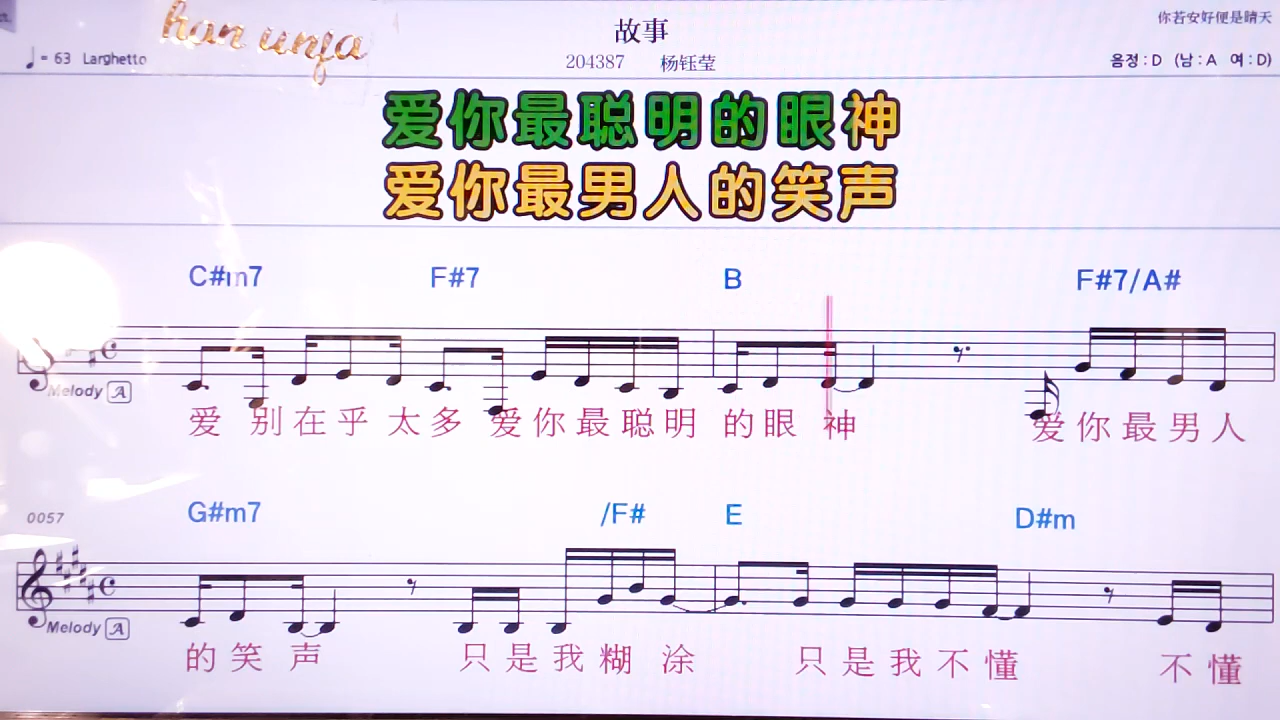 han unja
故事
你若安好便是晴天
♩= 63 Larghetto
204387 杨钰莹
음정 : D (남 : A 여 : D)
爱你最聪明的眼神
爱你最男人的笑声
C#m7 F#7 B F#7/A#
Melody A
爱 别在乎 太多 爱你最聪明 的眼 神 爱你最男人
0057
G#m7 /F# E D#m
Melody A
的笑 声 只是我糊 涂 只是我不懂 不懂